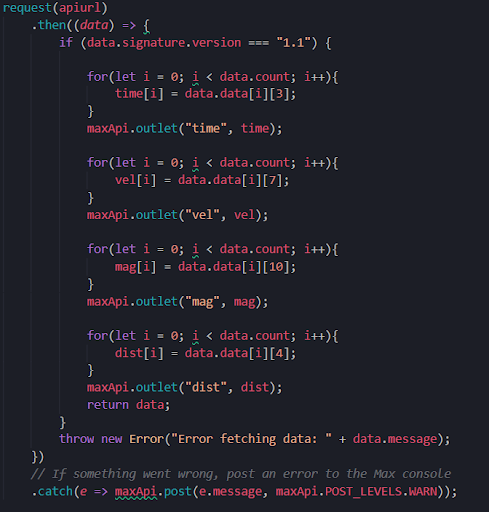 request(apiurl)
    .then((data) => {
        if (data.signature.version === "1.1") {

            for(let i = 0; i < data.count; i++){
                time[i] = data.data[i][3];
            }
            maxApi.outlet("time", time);

            for(let i = 0; i < data.count; i++){
                vel[i] = data.data[i][7];
            }
            maxApi.outlet("vel", vel);

            for(let i = 0; i < data.count; i++){
                mag[i] = data.data[i][10];
            }
            maxApi.outlet("mag", mag);

            for(let i = 0; i < data.count; i++){
                dist[i] = data.data[i][4];
            }
            maxApi.outlet("dist", dist);
            return data;
        }
        throw new Error("Error fetching data: " + data.message);
    })
    // If something went wrong, post an error to the Max console
    .catch(e => maxApi.post(e.message, maxApi.POST_LEVELS.WARN));